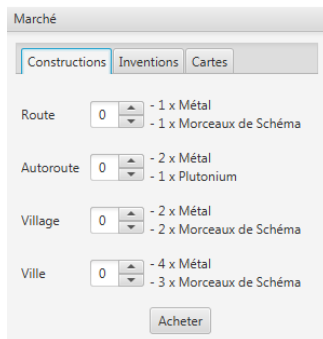 Marché
Constructions Inventions Cartes
Route 0 - 1 x Métal
- 1 x Morceaux de Schéma
Autoroute 0 - 2 x Métal
- 1 x Plutonium
Village 0 - 2 x Métal
- 2 x Morceaux de Schéma
Ville 0 - 4 x Métal
- 3 x Morceaux de Schéma
Acheter